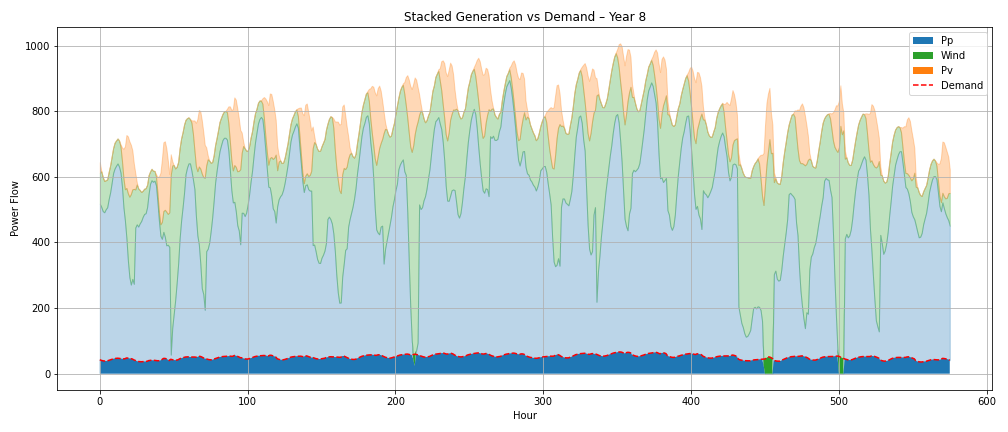 Stacked Generation vs Demand – Year 8
Power Flow
1000
800
600
400
200
0
Pp
Wind
Pv
Demand
0
100
200
300
400
500
600
Hour